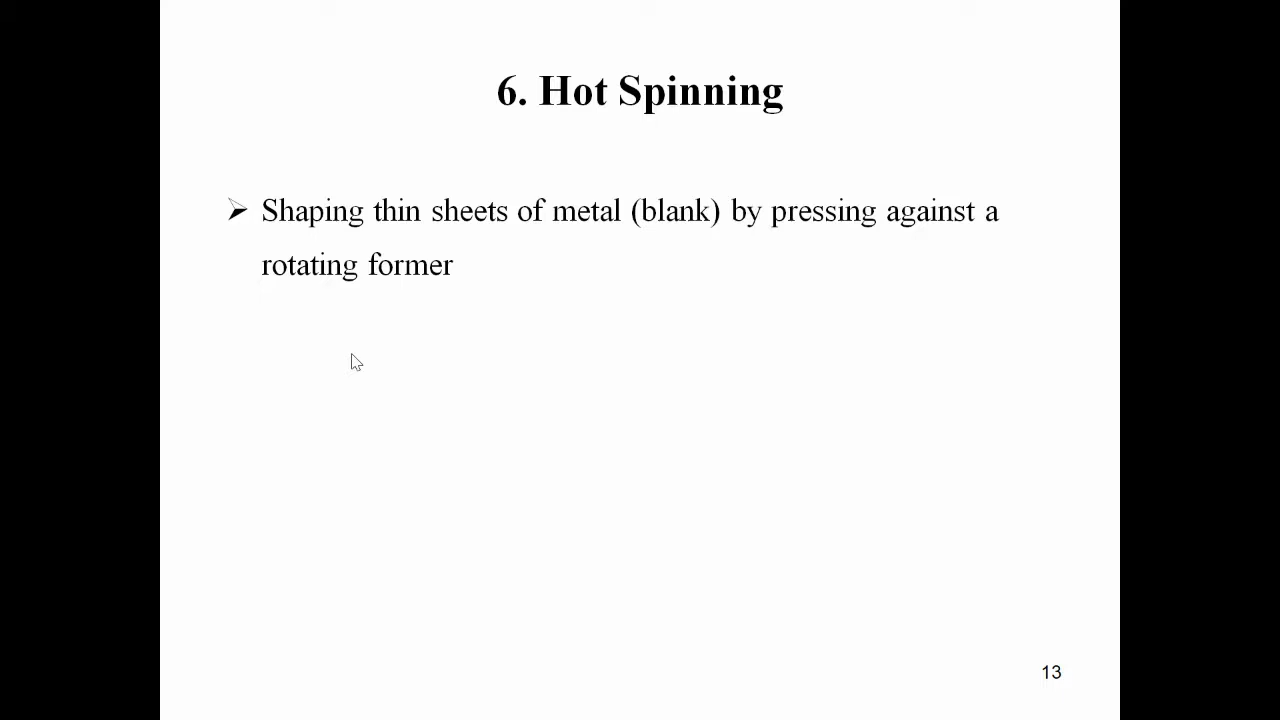 6. Hot Spinning
➢ Shaping thin sheets of metal (blank) by pressing against a
rotating former
13